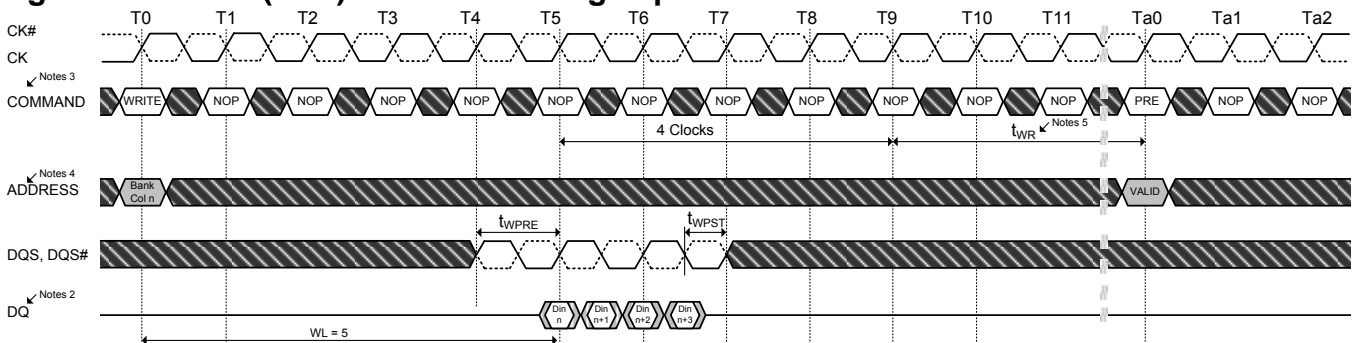 T0 T1 T2 T3 T4 T5 T6 T7 T8 T9 T10 T11 Ta0 Ta1 Ta2
CK#
CK
Notes 3
COMMAND WRITE NOP NOP NOP NOP NOP NOP NOP NOP NOP NOP NOP PRE NOP NOP
4 Clocks tWR Notes 5
Notes 4
ADDRESS Bank Col n VALID
tWPRE tWPST
DQS, DQS#
Notes 2
DQ Din n Din n+1 Din n+2 Din n+3
WL = 5